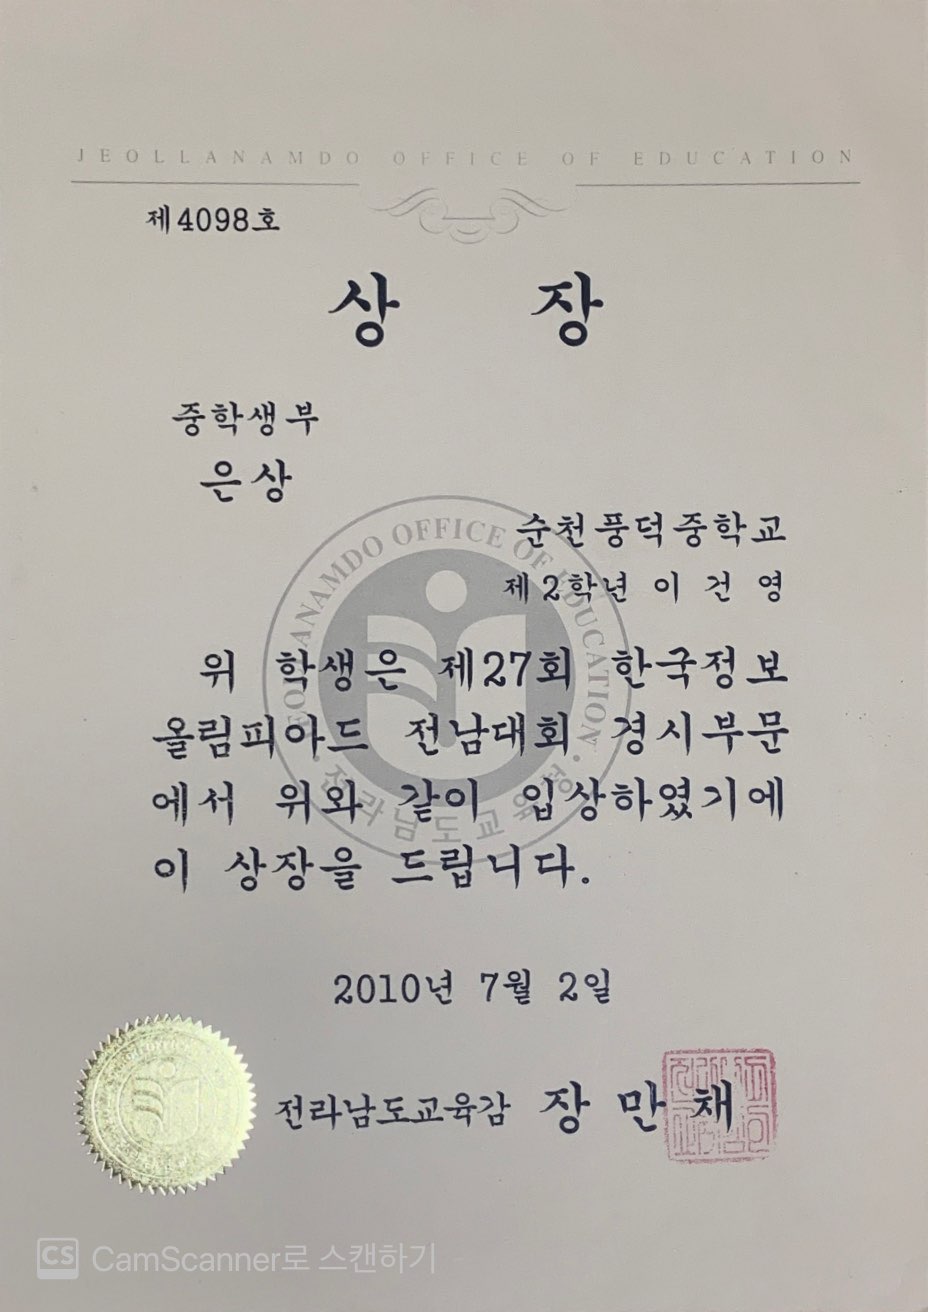 JEOLLANAMDO OFFICE OF EDUCATION
제4098호
상 장
중학생부
은상
순천풍덕중학교
제2학년 이 건 영
위 학생은 제27회 한국정보
올림피아드 전남대회 경시부문
에서 위와 같이 입상하였기에
이 상장을 드립니다.
JEOLLANAMDO OFFICE OF EDUCATION
전라남도교육청
2010년 7월 2일
전라남도교육감 장 만 채
CS CamScanner로 스캔하기